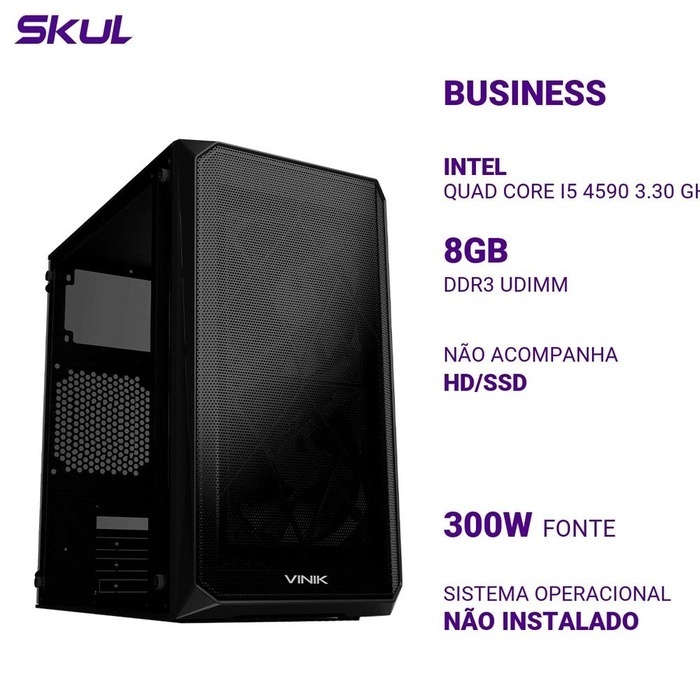 SKUL
BUSINESS
INTEL
QUAD CORE I5 4590 3.30 GH
8GB
DDR3 UDIMM
NÃO ACOMPANHA
HD/SSD
300W FONTE
SISTEMA OPERACIONAL
NÃO INSTALADO
VINIK